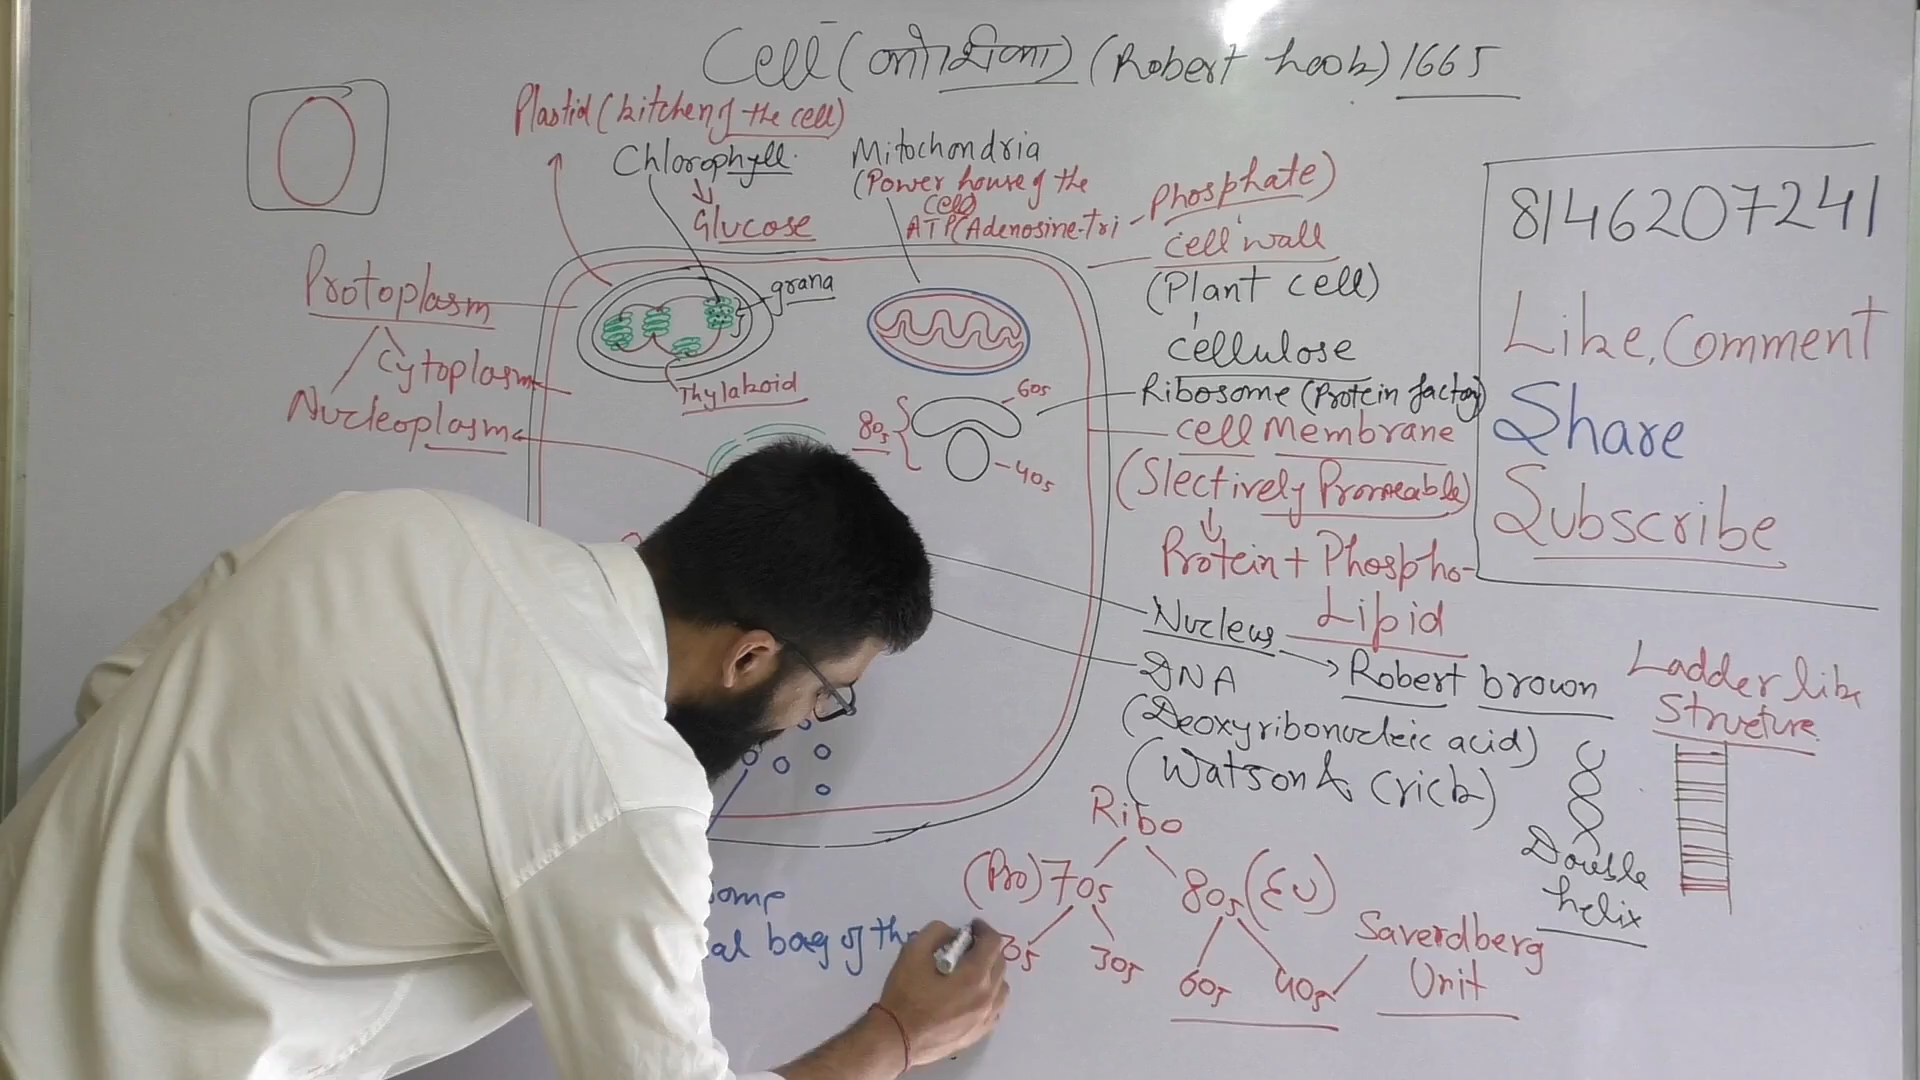 Cell (कोशिका) (Robert hook) 1665
Plastid (kitchen of the cell)
Chlorophyll
Glucose
Mitochondria
(Power house of the
cell)
ATP (Adenosine-Tri - Phosphate)
Protoplasm
Cytoplasm
Nucleoplasm
grana
Thylakoid
cell wall
(Plant cell)
cellulose
Ribosome (Protein factory)
60s
80s
40s
cell Membrane
(Slectively Prormeable)
Protein + Phospho-
Lipid
Nucleus → Robert brown
DNA
(Deoxyribonucleic acid)
(Watson & Crick)
Double
helix
Ladder like
Structure
Ribo
(Pro) 70s
80s (EU)
30s
60s
40s
Saverdberg
Unit
bag of
8146207241
Like, Comment
Share
Subscribe